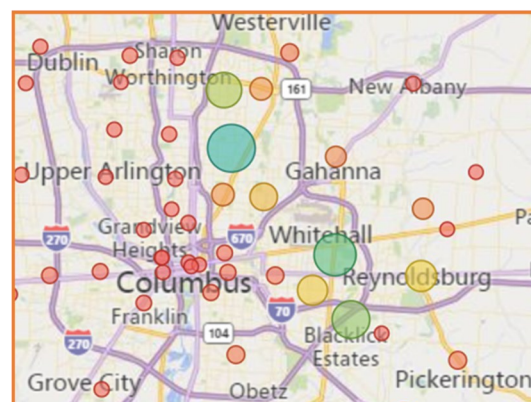 Westerville
Dublin
Sharon
Worthington
161
New Albany
Upper Arlington
Gahanna
Grandview
Heights
270
670
Whitehall
Reynoldsburg
Columbus
70
Franklin
104
270
Blacklick
Estates
Grove City
Obetz
Pickerington